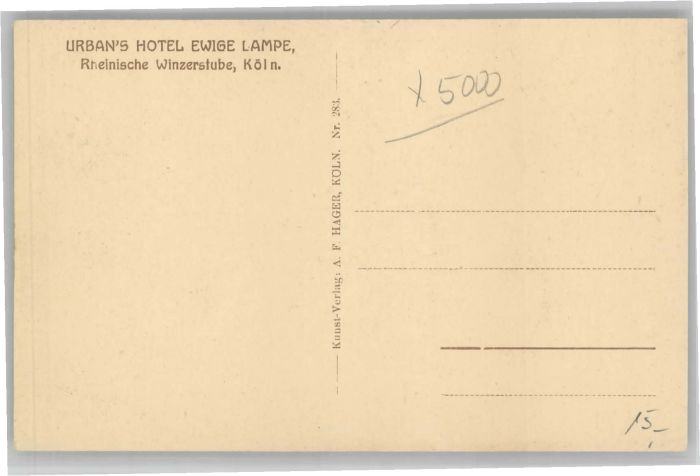 URBAN'S HOTEL EWIGE LAMPE,
Rheinische Winzerstube, Köln.
Kunst-Verlag: A. F. HAGER, KÖLN. Nr. 283.
X 5000
15,-